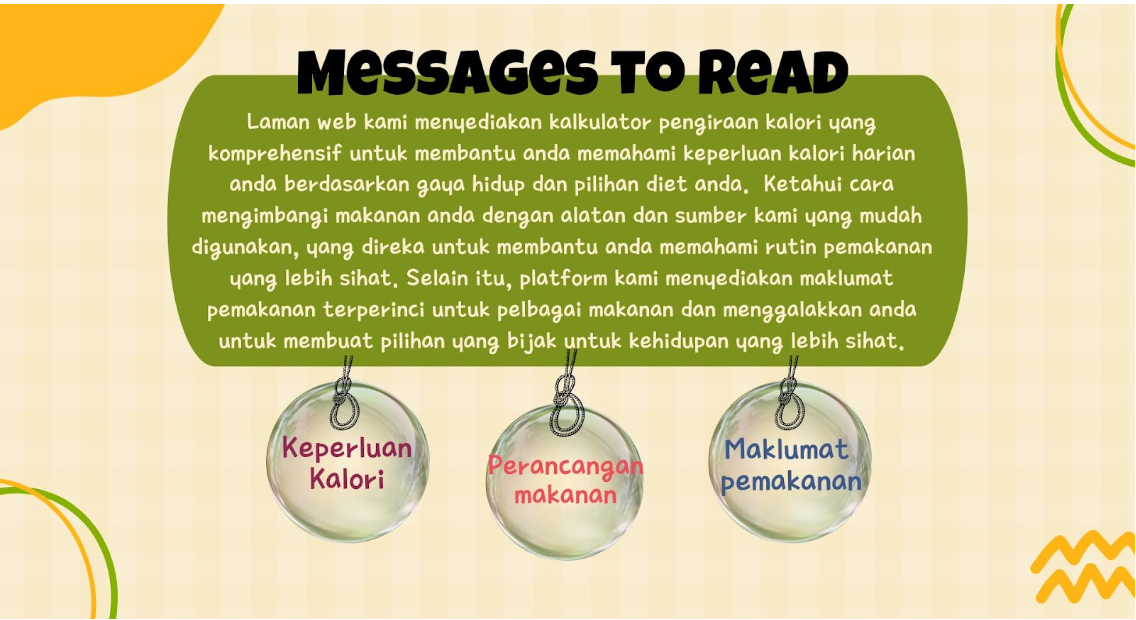 Messages to Read
Laman web kami menyediakan kalkulator pengiraan kalori yang
komprehensif untuk membantu anda memahami keperluan kalori harian
anda berdasarkan gaya hidup dan pilihan diet anda.  Ketahui cara
mengimbangi makanan anda dengan alatan dan sumber kami yang mudah
digunakan, yang direka untuk membantu anda memahami rutin pemakanan
yang lebih sihat. Selain itu, platform kami menyediakan maklumat
pemakanan terperinci untuk pelbagai makanan dan menggalakkan anda
untuk membuat pilihan yang bijak untuk kehidupan yang lebih sihat.
Keperluan
Kalori
Perancangan
makanan
Maklumat
pemakanan